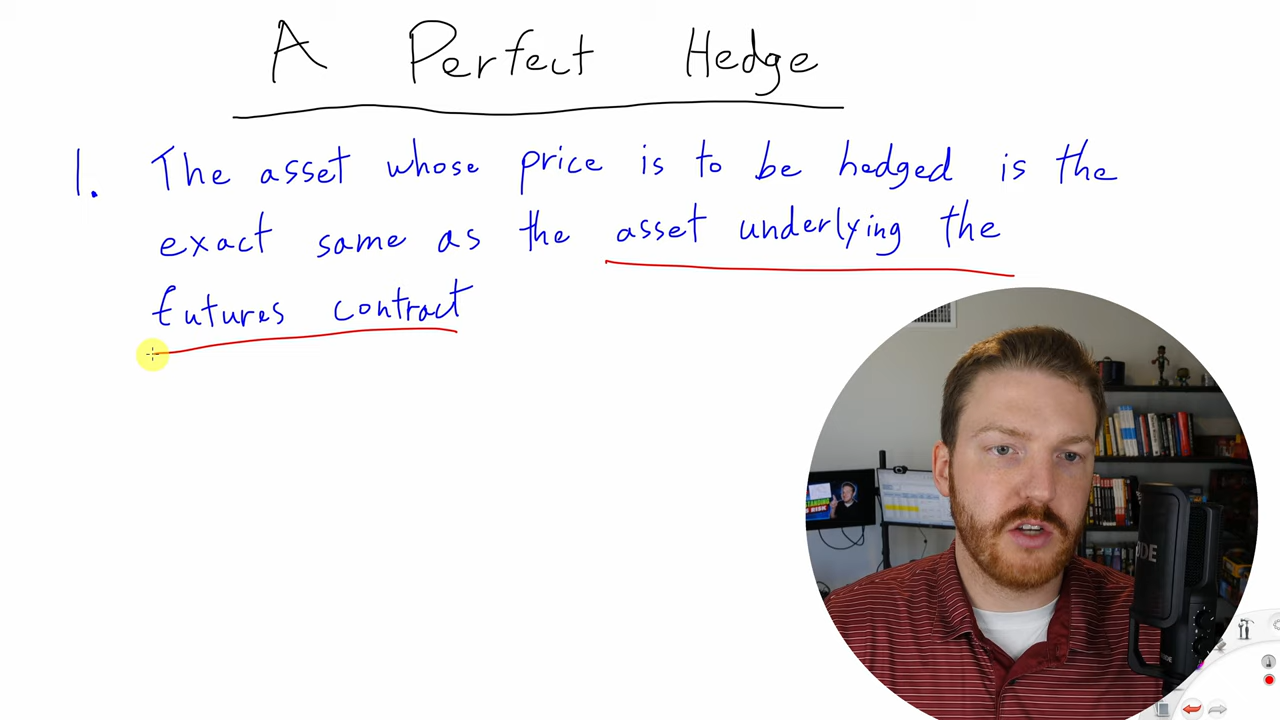 A Perfect Hedge
1. The asset whose price is to be hedged is the
exact same as the asset underlying the
futures contract